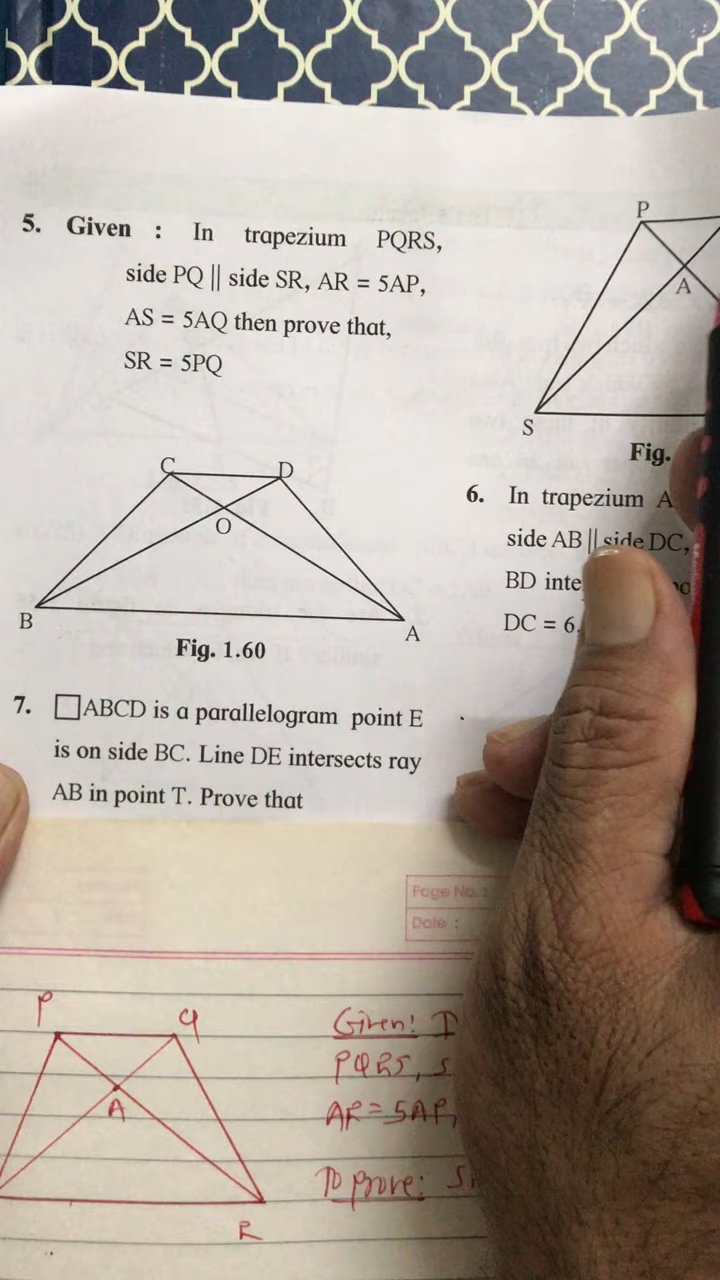 5. Given : In trapezium PQRS,
side PQ || side SR, AR = 5AP,
AS = 5AQ then prove that,
SR = 5PQ
P
A
S
Fig.
C D
O
B
A
Fig. 1.60
6. In trapezium A
side AB || side DC,
BD
DC = 6
7. □ABCD is a parallelogram point E
is on side BC. Line DE intersects ray
AB in point T. Prove that
Page No. :
Date :
P q
A
R
Given:
PQRS,
AR=5AP,
To prove: